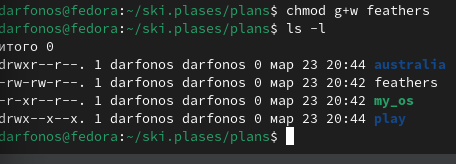 darfonos@fedora:~/ski.plases/plans$ chmod g+w feathers
darfonos@fedora:~/ski.plases/plans$ ls -l
итого 0
drwxr--r--. 1 darfonos darfonos 0 мар 23 20:44 australia
-rw-rw-r--. 1 darfonos darfonos 0 мар 23 20:42 feathers
-r-xr--r--. 1 darfonos darfonos 0 мар 23 20:42 my_os
drwx--x--x. 1 darfonos darfonos 0 мар 23 20:44 play
darfonos@fedora:~/ski.plases/plans$